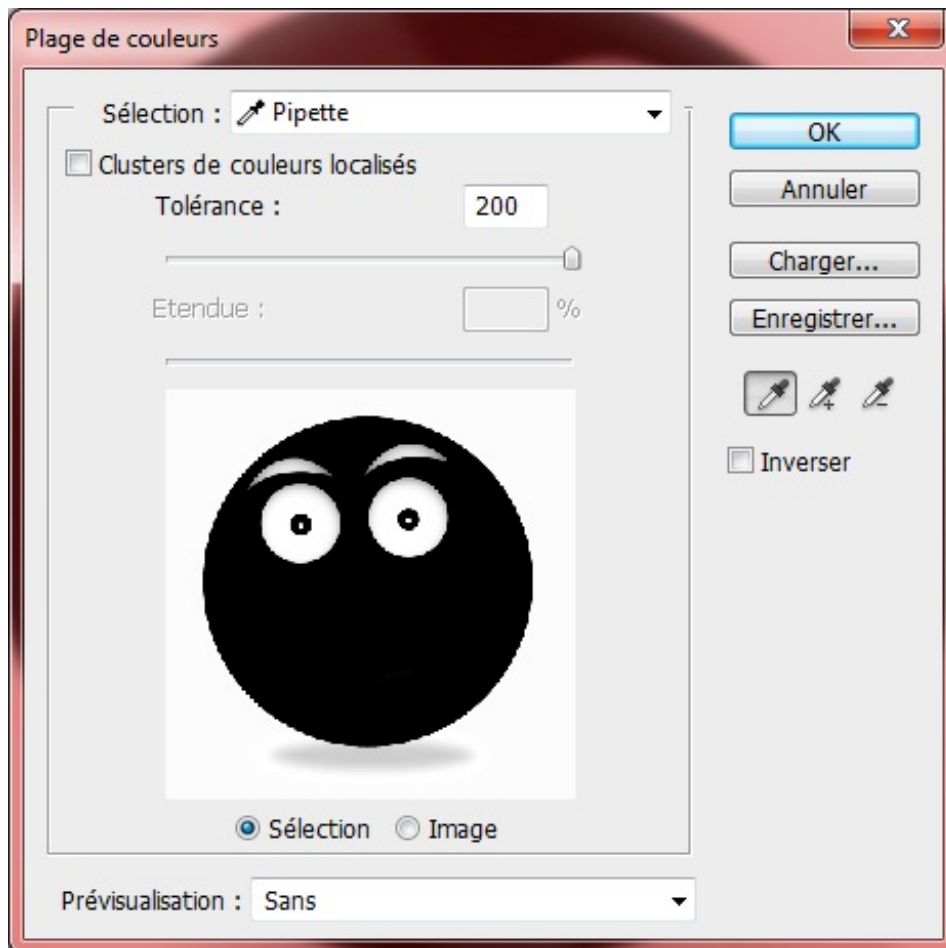 Plage de couleurs
Sélection : Pipette
Clusters de couleurs localisés
Tolérance : 200
Etendue : %
Sélection Image
Prévisualisation : Sans
OK
Annuler
Charger...
Enregistrer...
Inverser